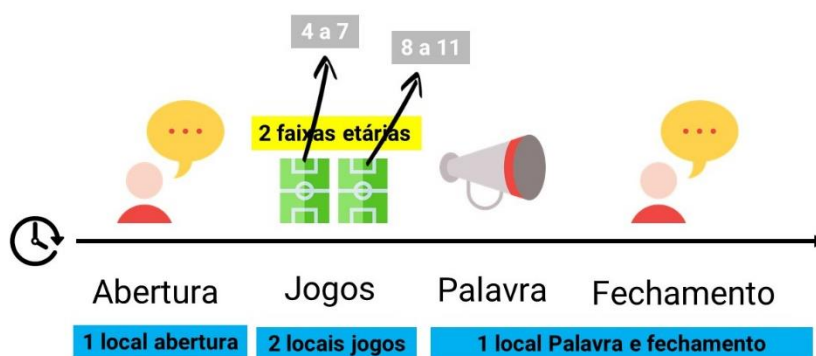 4 a 7
8 a 11
2 faixas etárias
Abertura
Jogos
Palavra
Fechamento
1 local abertura
2 locais jogos
1 local Palavra e fechamento